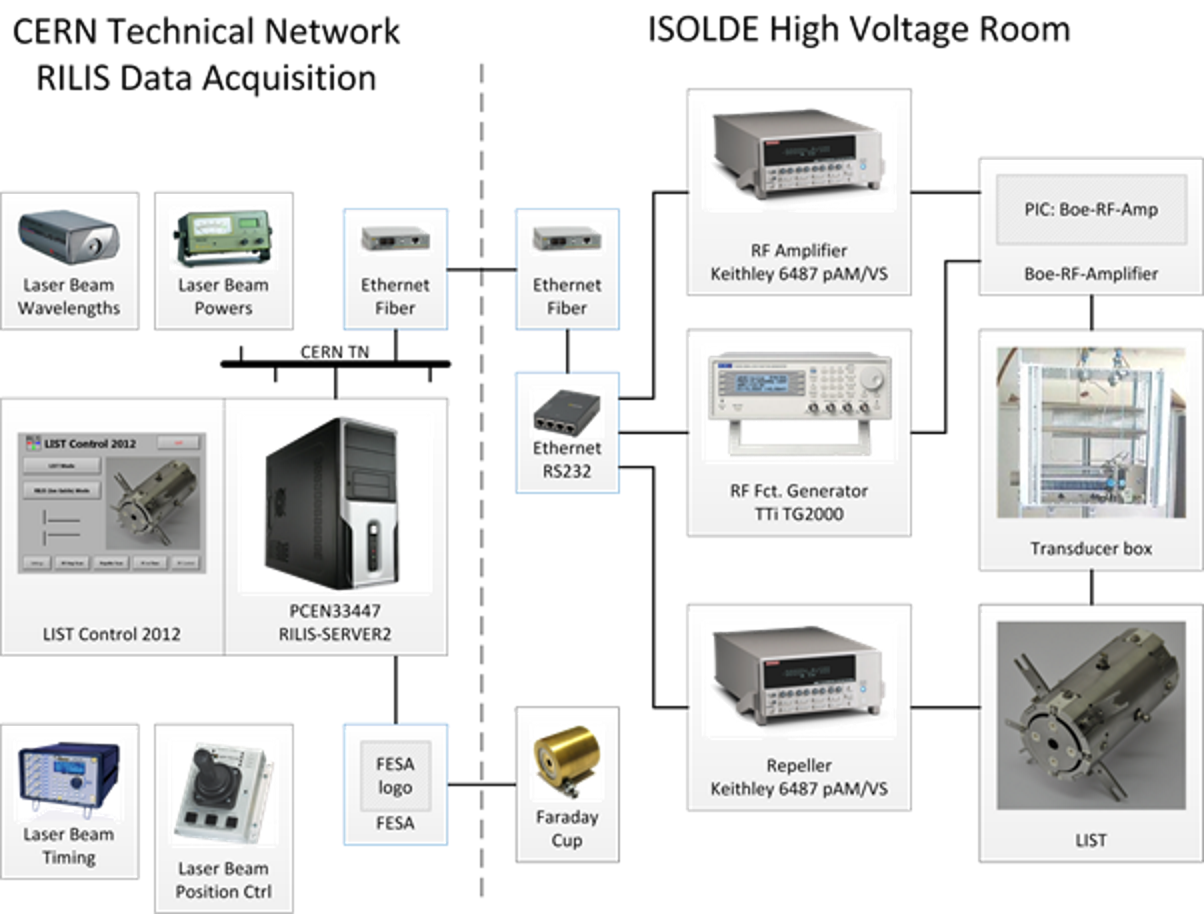 CERN Technical Network
RILIS Data Acquisition
ISOLDE High Voltage Room
Laser Beam
Wavelengths
Laser Beam
Powers
Ethernet
Fiber
Ethernet
Fiber
CERN TN
LIST Control 2012
LIST Mode
LIST Control 2012
PCEN33447
RILIS-SERVER2
Laser Beam
Timing
Laser Beam
Position Ctrl
FESA
logo
FESA
Faraday
Cup
Ethernet
RS232
RF Amplifier
Keithley 6487 pAM/VS
RF Fct. Generator
TTi TG2000
Repeller
Keithley 6487 pAM/VS
PIC: Boe-RF-Amp
Boe-RF-Amplifier
Transducer box
LIST